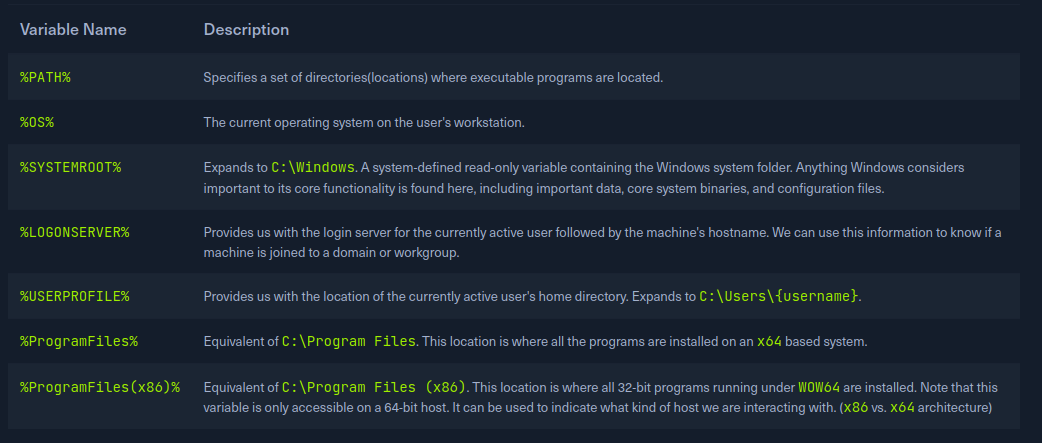 Variable Name Description
%PATH% Specifies a set of directories(locations) where executable programs are located.
%OS% The current operating system on the user's workstation.
%SYSTEMROOT% Expands to C:\Windows. A system-defined read-only variable containing the Windows system folder. Anything Windows considers
important to its core functionality is found here, including important data, core system binaries, and configuration files.
%LOGONSERVER% Provides us with the login server for the currently active user followed by the machine's hostname. We can use this information to know if a
machine is joined to a domain or workgroup.
%USERPROFILE% Provides us with the location of the currently active user's home directory. Expands to C:\Users\{username}.
%ProgramFiles% Equivalent of C:\Program Files. This location is where all the programs are installed on an x64 based system.
%ProgramFiles(x86)% Equivalent of C:\Program Files (x86). This location is where all 32-bit programs running under WOW64 are installed. Note that this
variable is only accessible on a 64-bit host. It can be used to indicate what kind of host we are interacting with. (x86 vs. x64 architecture)